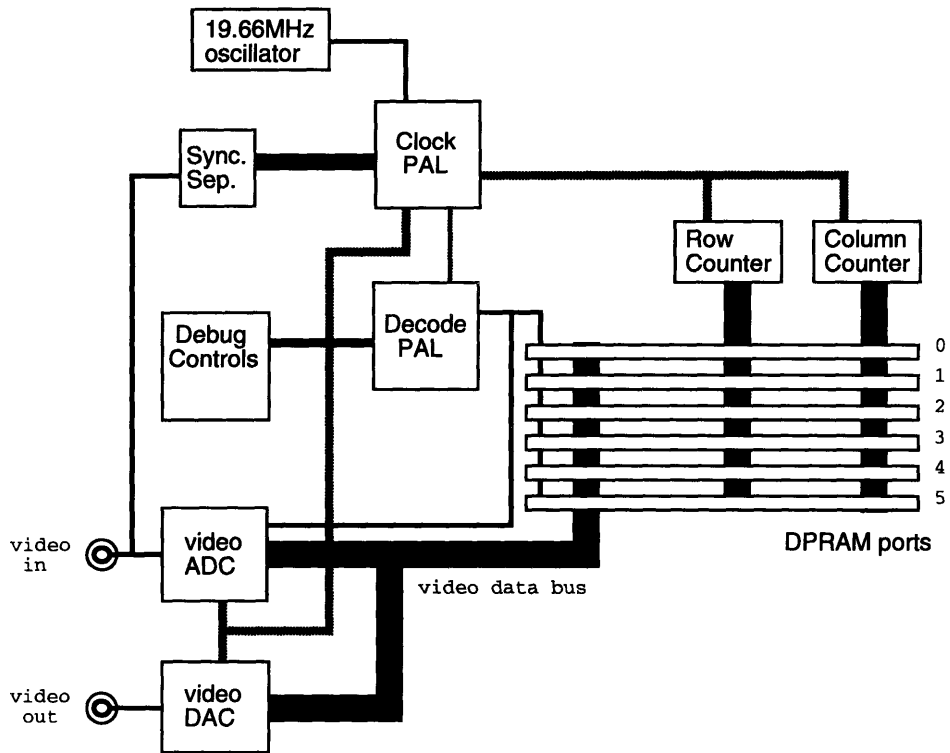 19.66MHz
oscillator
Clock
PAL
Sync.
Sep.
Row
Counter
Column
Counter
Debug
Controls
Decode
PAL
0
1
2
3
4
5
DPRAM ports
video
in
video
ADC
video data bus
video
out
video
DAC